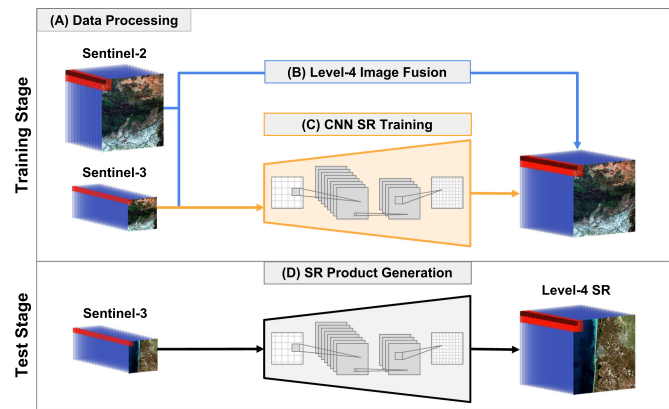 (A) Data Processing
Sentinel-2
(B) Level-4 Image Fusion
(C) CNN SR Training
Sentinel-3
Training Stage
(D) SR Product Generation
Sentinel-3
Level-4 SR
Test Stage